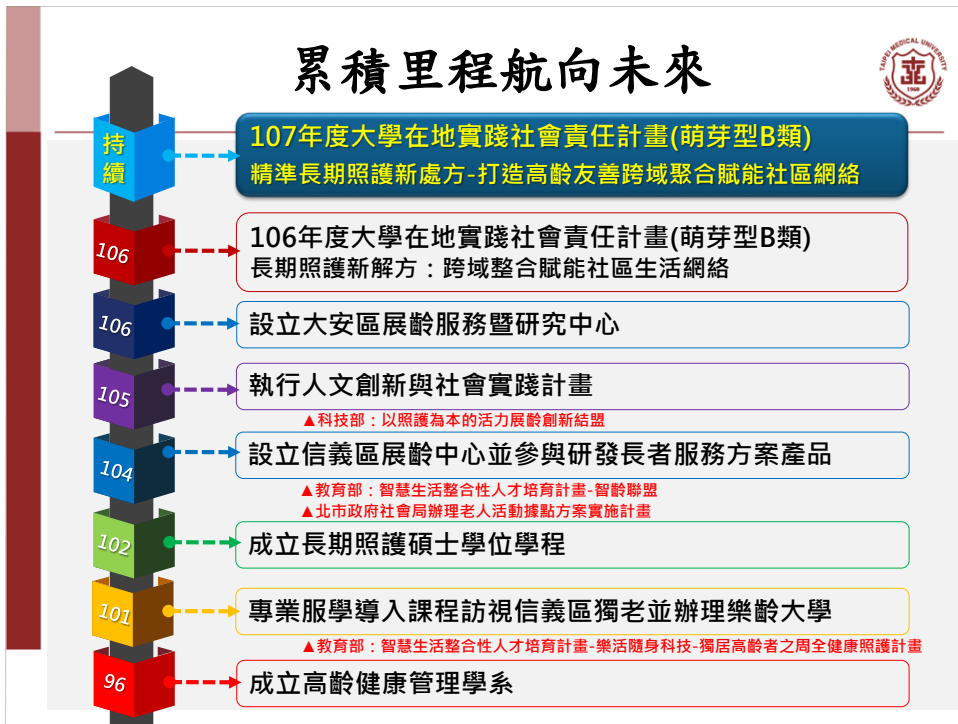 累積里程航向未來
TAIPEI MEDICAL UNIVERSITY
1960
持續
107年度大學在地實踐社會責任計畫(萌芽型B類)
精準長期照護新處方-打造高齡友善跨域聚合賦能社區網絡
106
106年度大學在地實踐社會責任計畫(萌芽型B類)
長期照護新解方：跨域整合賦能社區生活網絡
106
設立大安區展齡服務暨研究中心
105
執行人文創新與社會實踐計畫
▲科技部：以照護為本的活力展齡創新結盟
104
設立信義區展齡中心並參與研發長者服務方案產品
▲教育部：智慧生活整合性人才培育計畫-智齡聯盟
▲北市政府社會局辦理老人活動據點方案實施計畫
102
成立長期照護碩士學位學程
101
專業服學導入課程訪視信義區獨老並辦理樂齡大學
▲教育部：智慧生活整合性人才培育計畫-樂活隨身科技-獨居高齡者之周全健康照護計畫
96
成立高齡健康管理學系